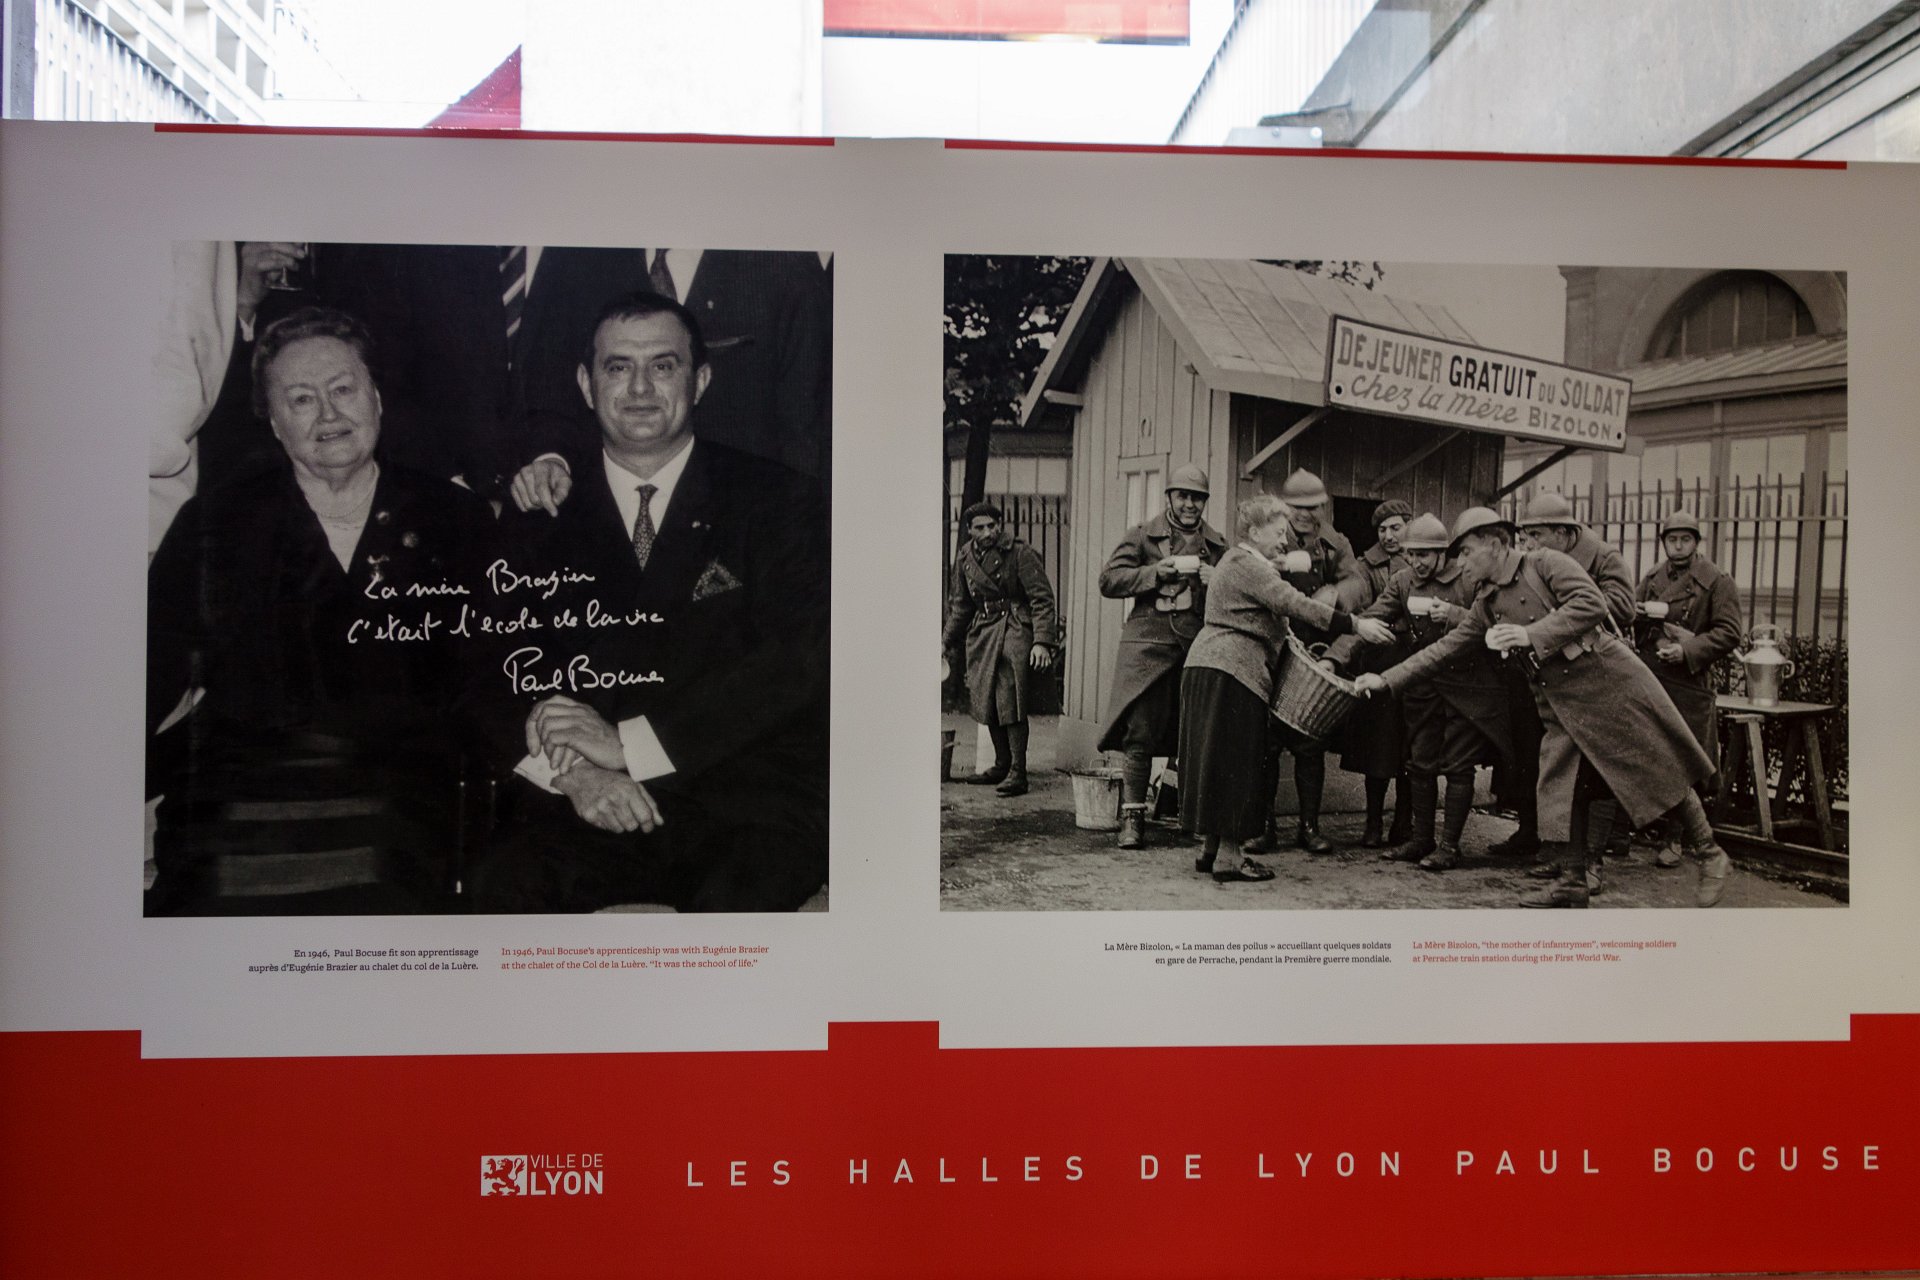 La mère Brazier
c'etait l'ecole de la vie
Paul Bocuse
En 1946, Paul Bocuse fit son apprentissage
auprès d'Eugénie Brazier au chalet du col de la Luère.
In 1946, Paul Bocuse's apprenticeship was with Eugénie Brazier
at the chalet of the Col de la Luère. "It was the school of life."
DEJEUNER GRATUIT DU SOLDAT
chez la Mère BIZOLON
La Mère Bizolon, « La maman des poilus » accueillant quelques soldats
en gare de Perrache, pendant la Première guerre mondiale.
La Mère Bizolon, "the mother of infantrymen", welcoming soldiers
at Perrache train station during the First World War.
VILLE DE
LYON
LES HALLES DE LYON PAUL BOCUSE